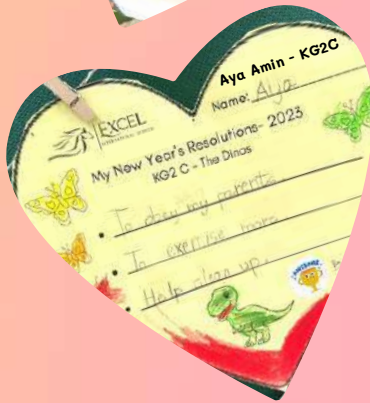 Aya Amin - KG2C
EXCEL
Name: Aya
My New Year's Resolutions- 2023
KG2 C - The Dinos
• To obey my parents.
• To exercise more.
• Help clean up.
AWESOME